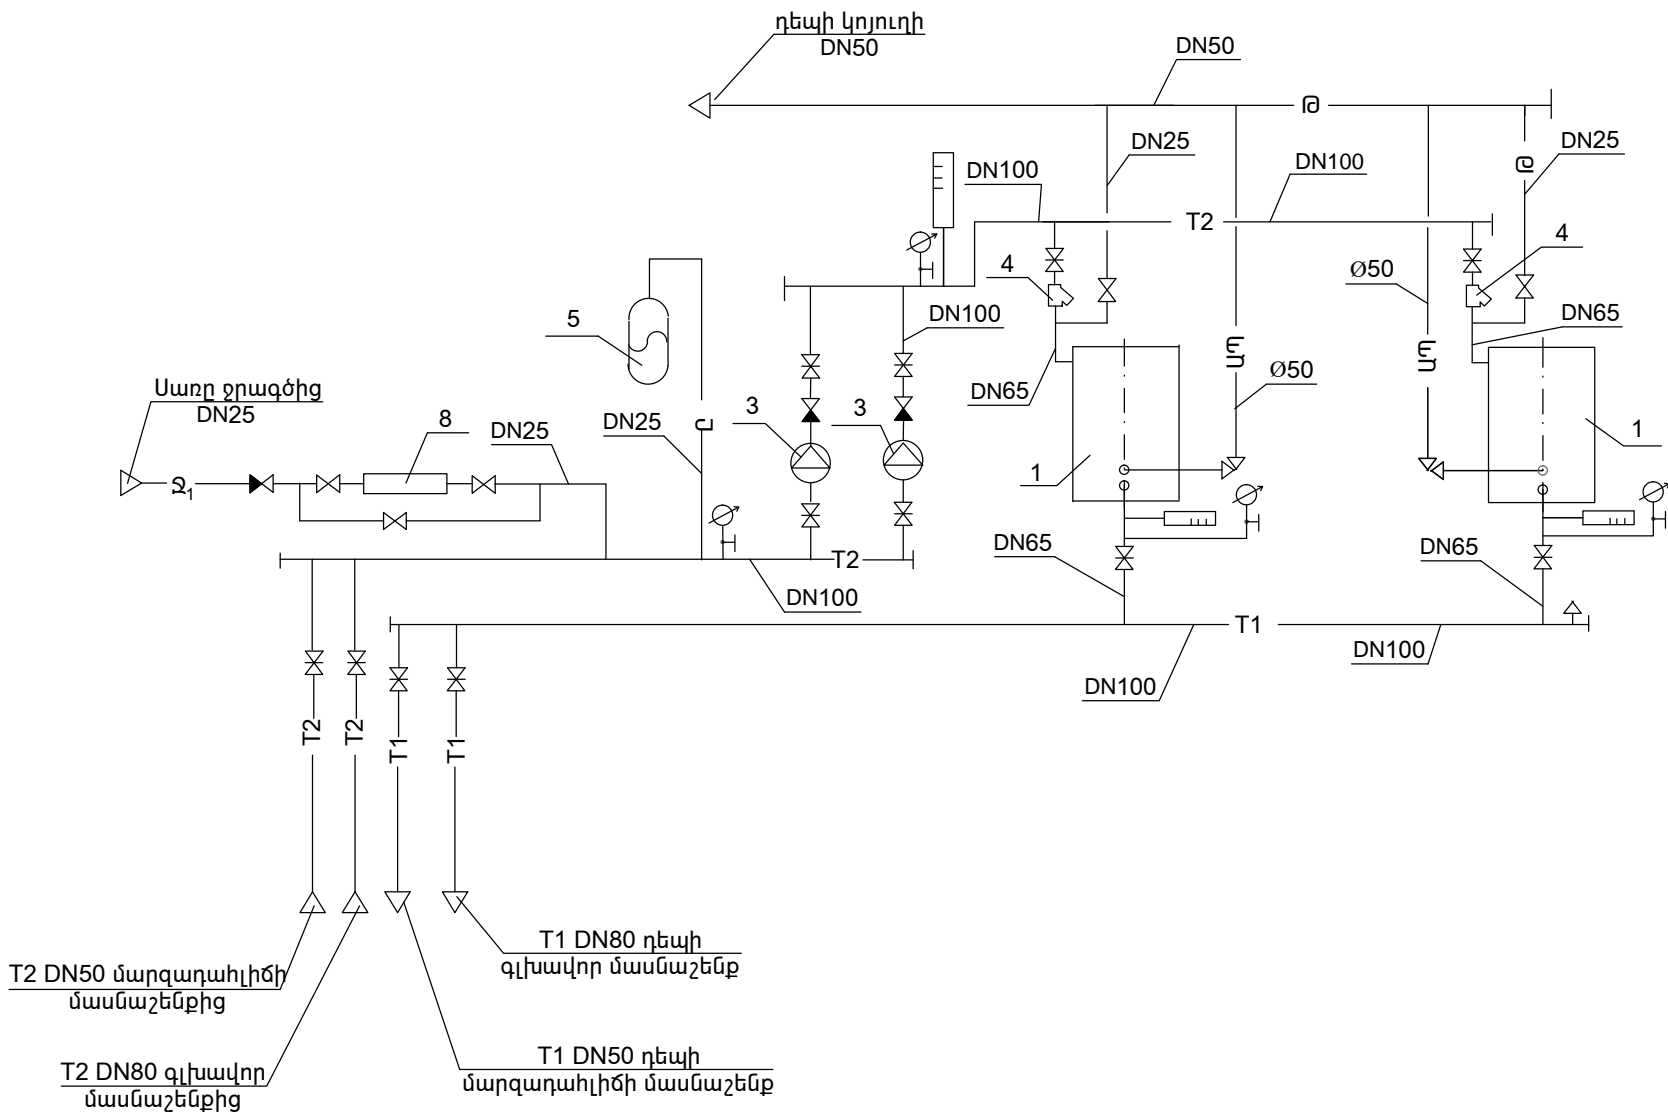 դեպի կոյուղի
DN50
DN50
Թ
DN25
DN25
Թ
DN100
DN100
T2
4
4
Ø50
5
DN100
DN65
ԱՊ
ԱՊ
Սառը ջրագծից
DN25
DN65
Ø50
8
DN25
DN25
Ը
3
3
1
1
Ջ1
DN65
DN65
T2
DN100
T1
DN100
DN100
T2
T2
T1
T1
T1 DN80 դեպի
գլխավոր մասնաշենք
T2 DN50 մարզադահլիճի
մասնաշենքից
T1 DN50 դեպի
մարզադահլիճի մասնաշենք
T2 DN80 գլխավոր
մասնաշենքից